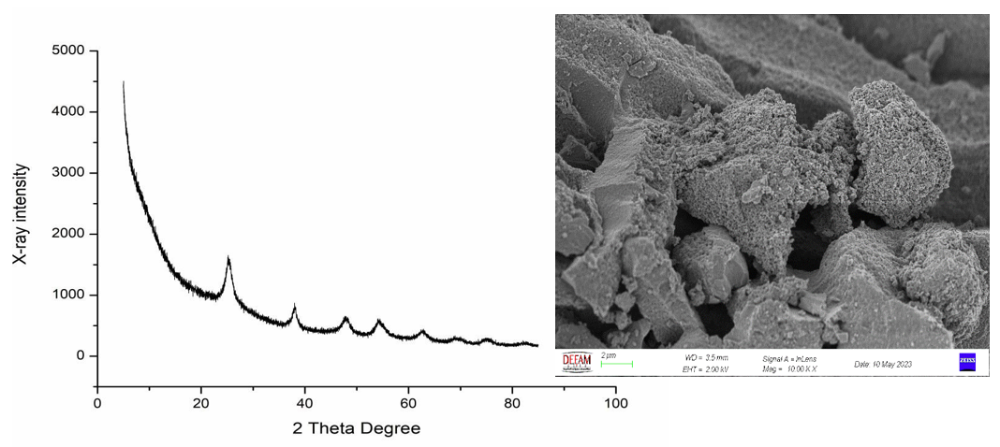 5000
4000
3000
2000
1000
0
X-ray intensity
0 20 40 60 80 100
2 Theta Degree
DEFAM
2 µm
WD = 3.5 mm
EHT = 2.00 kV
Signal A = InLens
Mag = 10.00 K X
Date: 10 May 2023
ZEISS